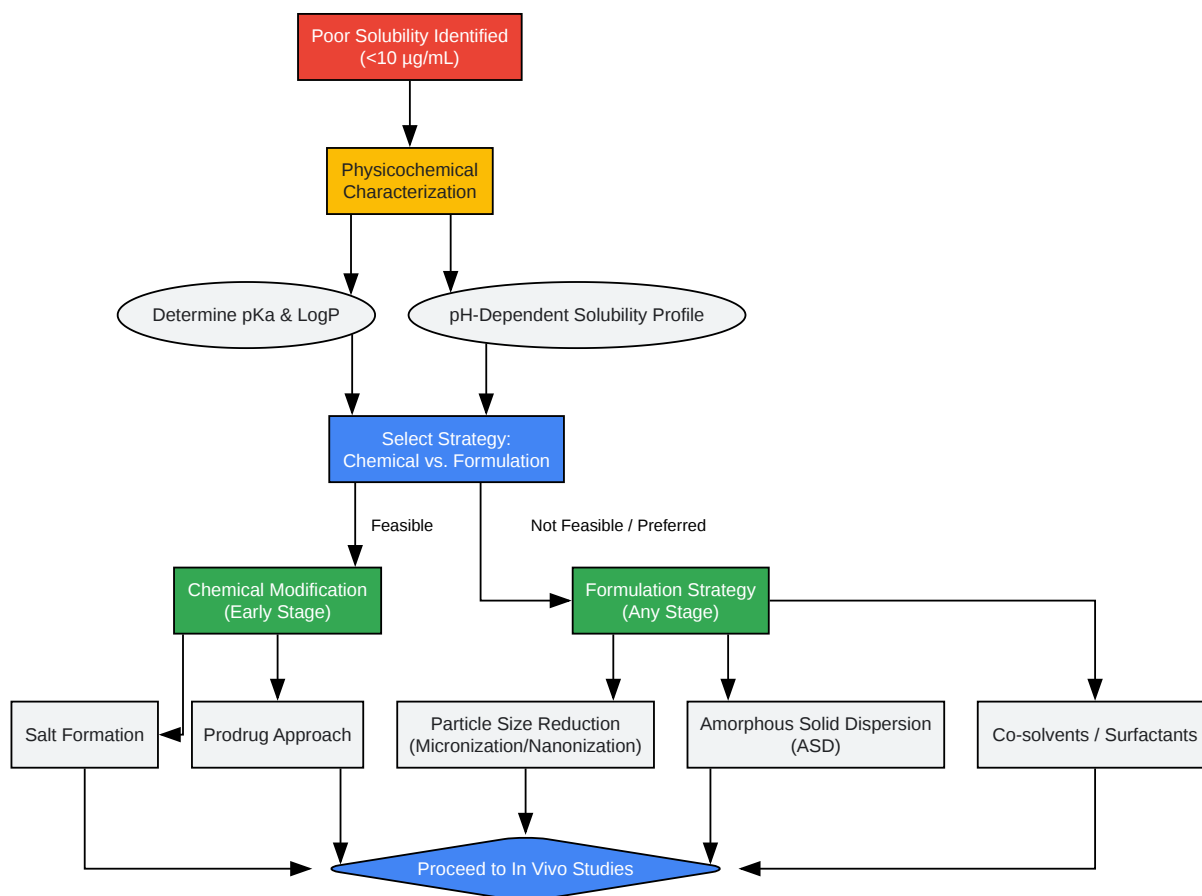 Poor Solubility Identified
(<10 µg/mL)
Physicochemical
Characterization
Determine pKa & LogP
pH-Dependent Solubility Profile
Select Strategy:
Chemical vs. Formulation
Feasible
Not Feasible / Preferred
Chemical Modification
(Early Stage)
Formulation Strategy
(Any Stage)
Salt Formation
Prodrug Approach
Particle Size Reduction
(Micronization/Nanonization)
Amorphous Solid Dispersion
(ASD)
Co-solvents / Surfactants
Proceed to In Vivo Studies